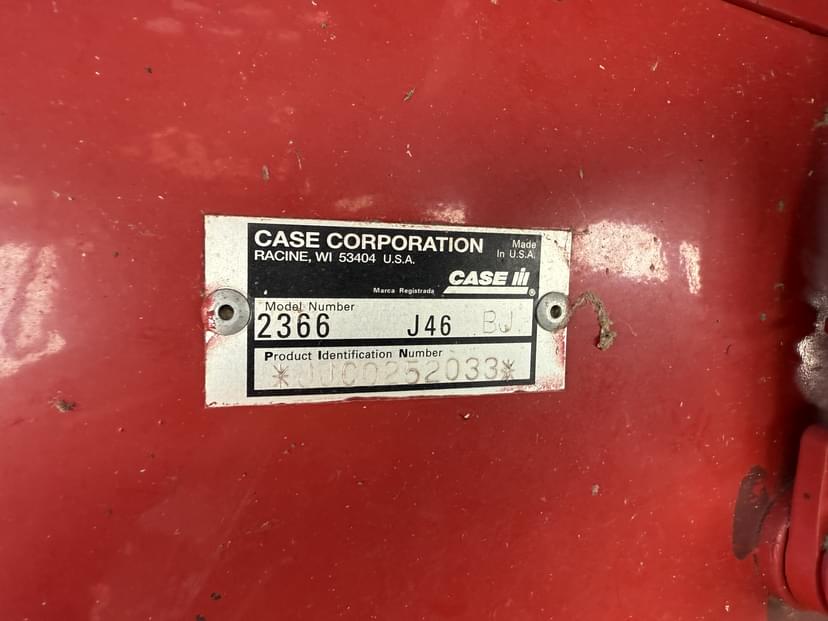 CASE CORPORATION
RACINE, WI 53404 U.S.A.
Made
In U.S.A.
CASE IH
Marca Registrada
®
Model Number
2366 J46 BJ
Product Identification Number
*JJC0252033*